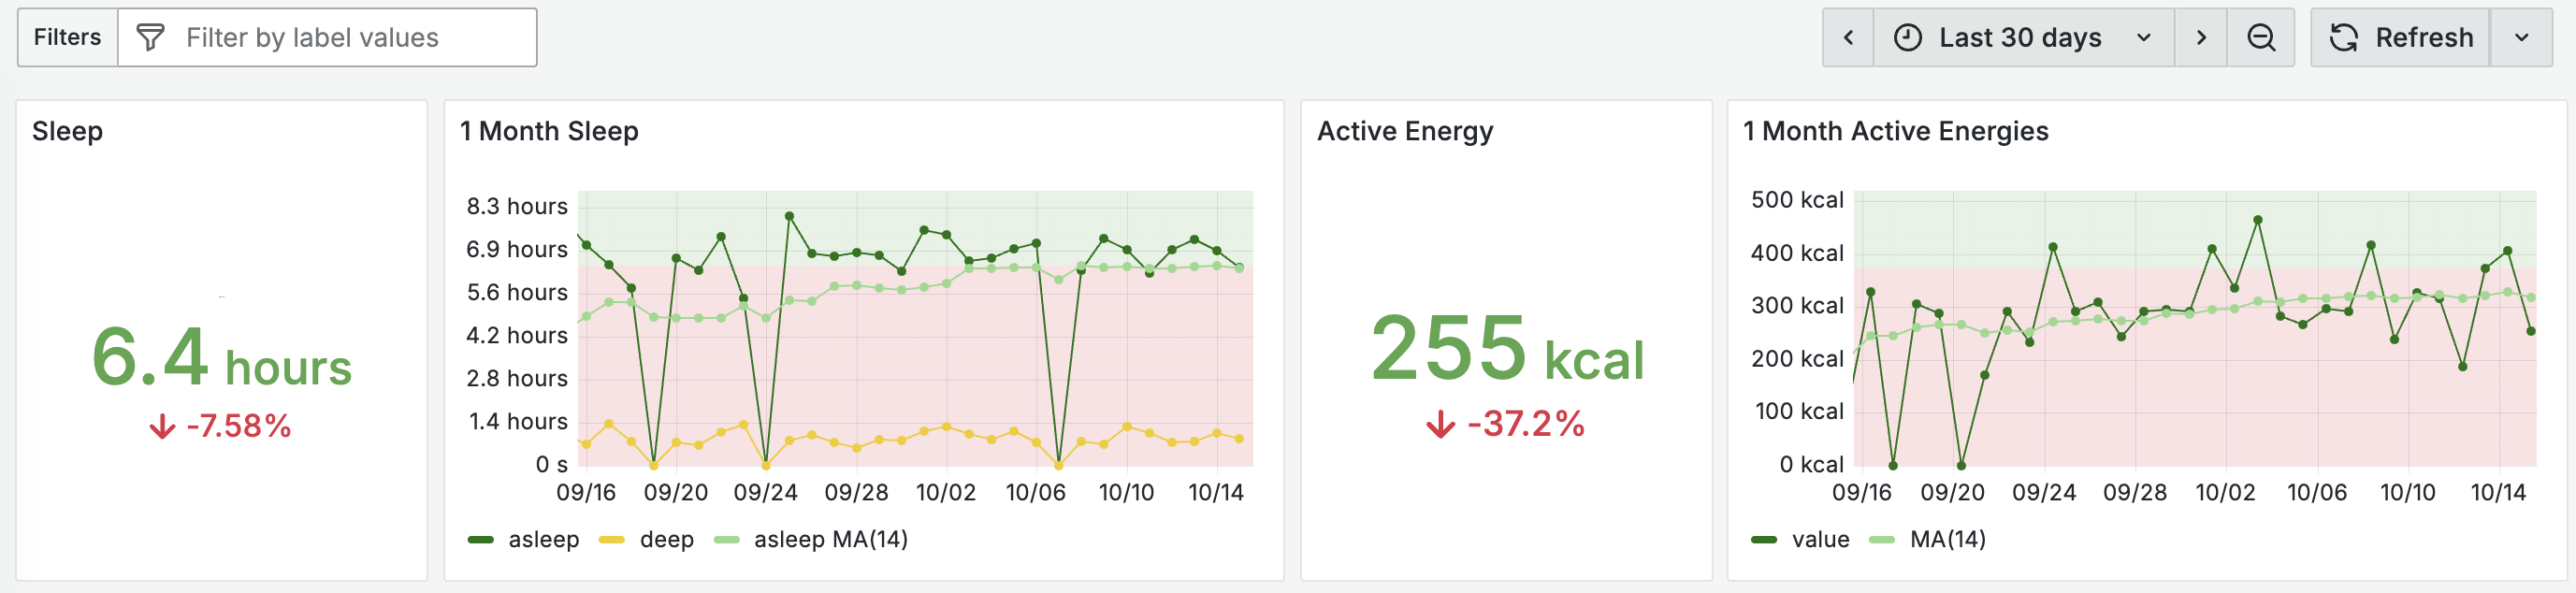 Filters
Filter by label values
Last 30 days
Refresh
Sleep
6.4 hours
-7.58%
1 Month Sleep
8.3 hours
6.9 hours
5.6 hours
4.2 hours
2.8 hours
1.4 hours
0 s
09/16 09/20 09/24 09/28 10/02 10/06 10/10 10/14
asleep deep asleep MA(14)
Active Energy
255 kcal
-37.2%
1 Month Active Energies
500 kcal
400 kcal
300 kcal
200 kcal
100 kcal
0 kcal
09/16 09/20 09/24 09/28 10/02 10/06 10/10 10/14
value MA(14)